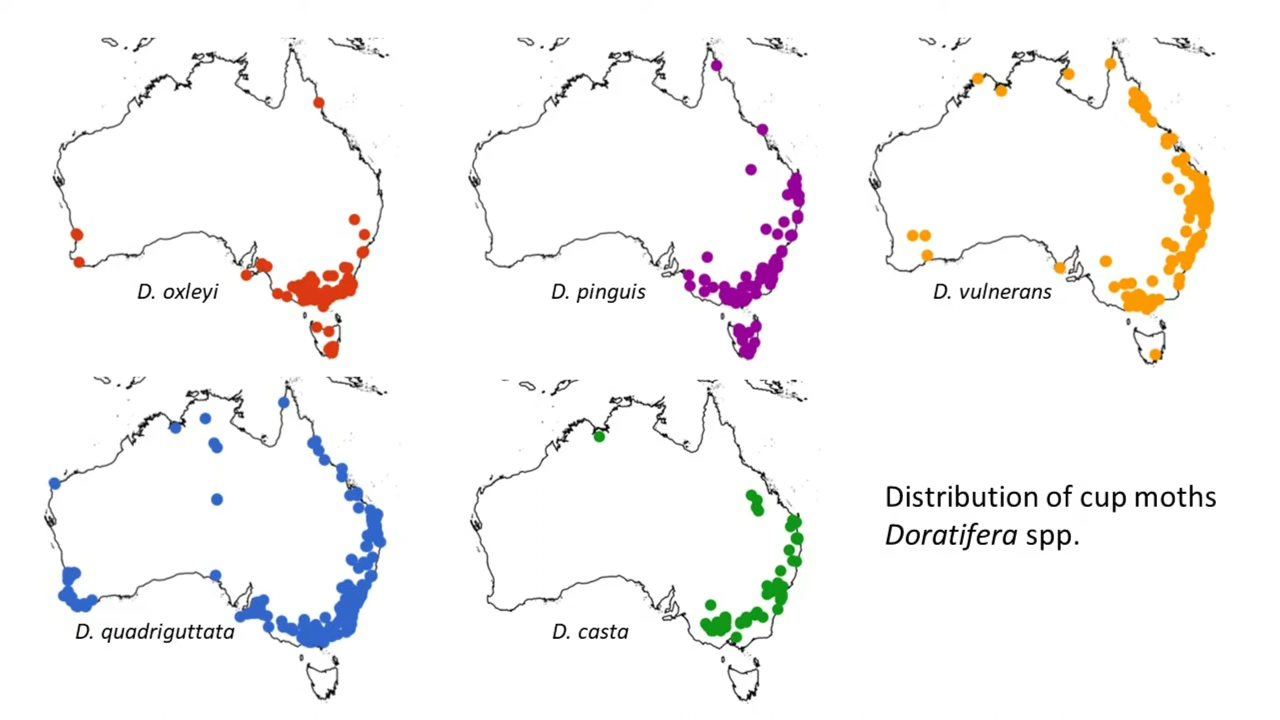 D. oxleyi
D. pinguis
D. vulnerans
D. quadriguttata
D. casta
Distribution of cup moths
Doratifera spp.